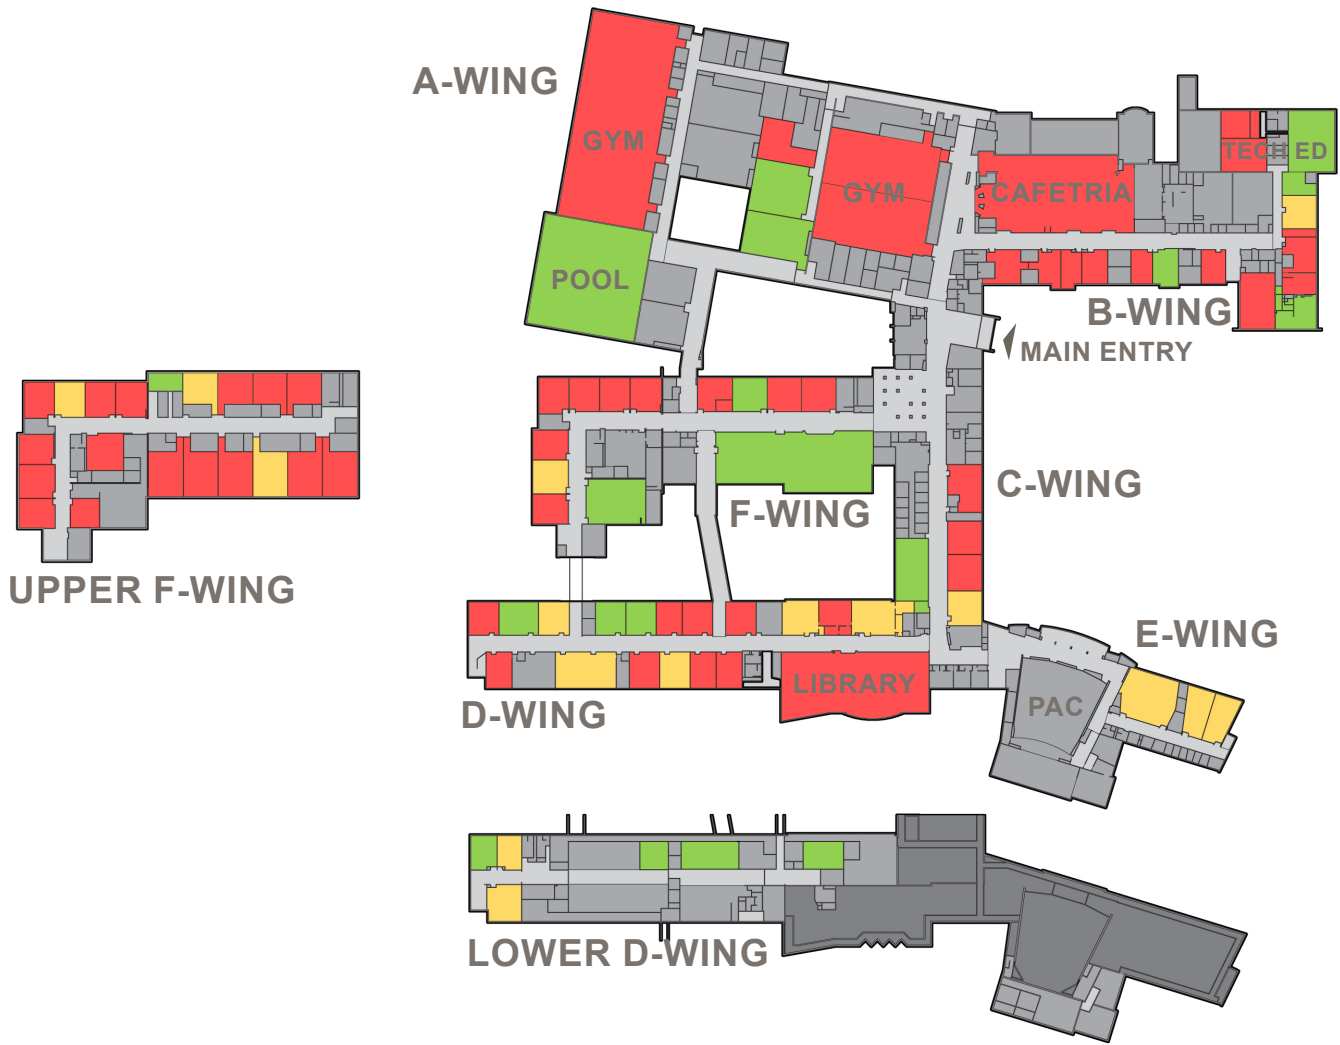 A-WING
GYM
TECH ED
GYM
CAFETRIA
POOL
B-WING
MAIN ENTRY
C-WING
F-WING
UPPER F-WING
E-WING
LIBRARY
PAC
D-WING
LOWER D-WING